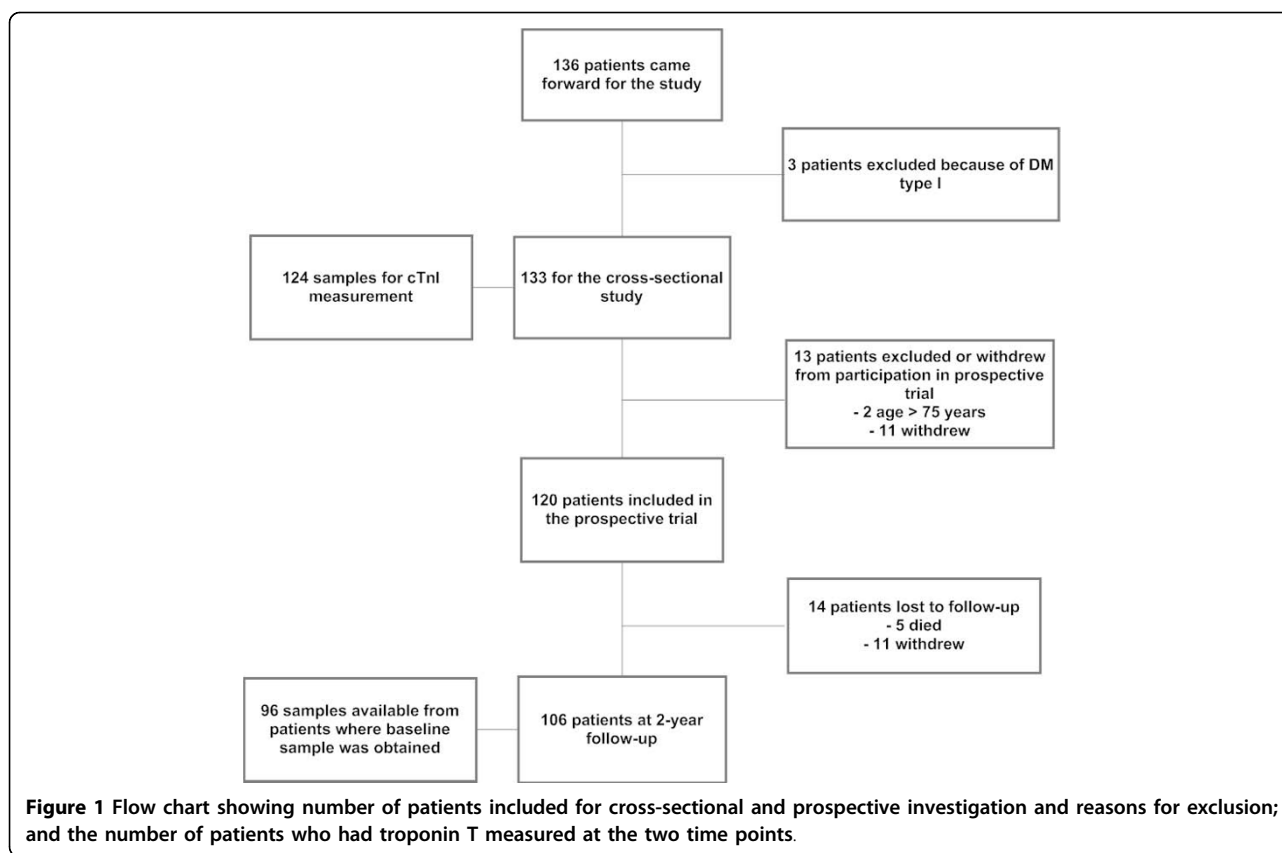 136 patients came
forward for the study
3 patients excluded because of DM
type I
124 samples for cTnI
measurement
133 for the cross-sectional
study
13 patients excluded or withdrew
from participation in prospective
trial
- 2 age > 75 years
- 11 withdrew
120 patients included in
the prospective trial
14 patients lost to follow-up
- 5 died
- 11 withdrew
96 samples available from
patients where baseline
sample was obtained
106 patients at 2-year
follow-up
Figure 1 Flow chart showing number of patients included for cross-sectional and prospective investigation and reasons for exclusion;
and the number of patients who had troponin T measured at the two time points.